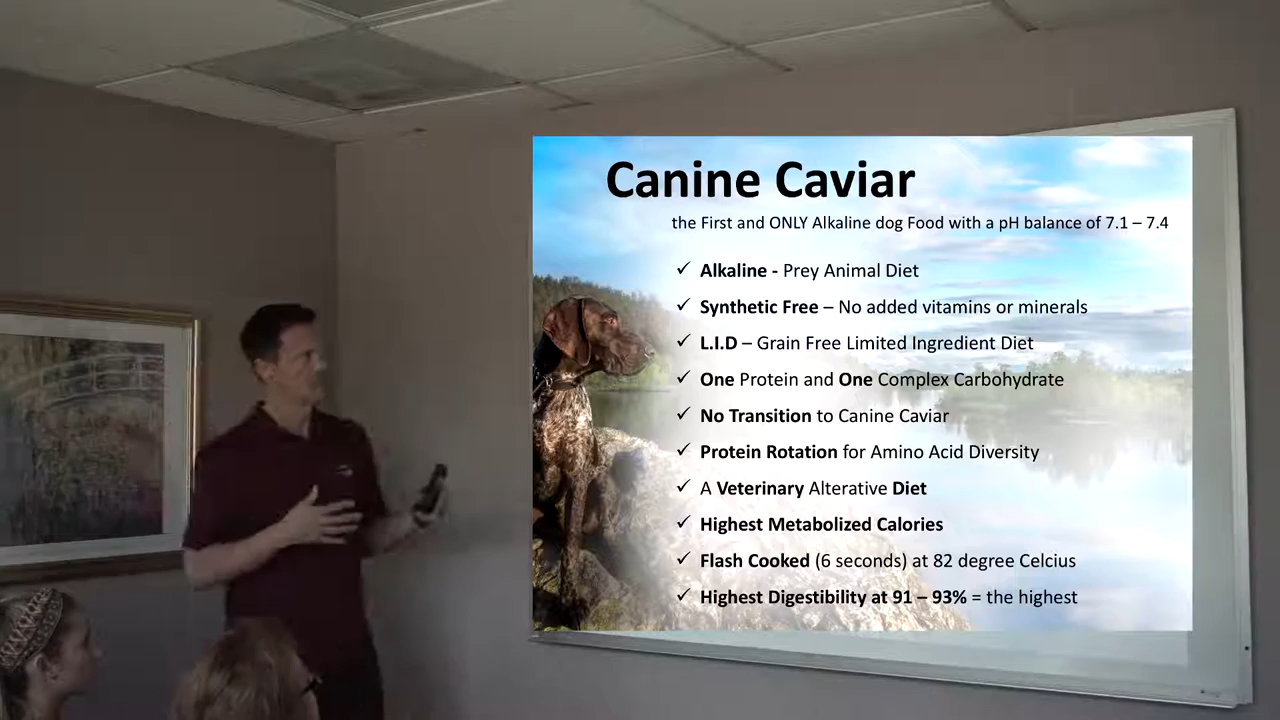 Canine Caviar
the First and ONLY Alkaline dog Food with a pH balance of 7.1 – 7.4
✓ Alkaline - Prey Animal Diet
✓ Synthetic Free – No added vitamins or minerals
✓ L.I.D – Grain Free Limited Ingredient Diet
✓ One Protein and One Complex Carbohydrate
✓ No Transition to Canine Caviar
✓ Protein Rotation for Amino Acid Diversity
✓ A Veterinary Alterative Diet
✓ Highest Metabolized Calories
✓ Flash Cooked (6 seconds) at 82 degree Celcius
✓ Highest Digestibility at 91 – 93% = the highest